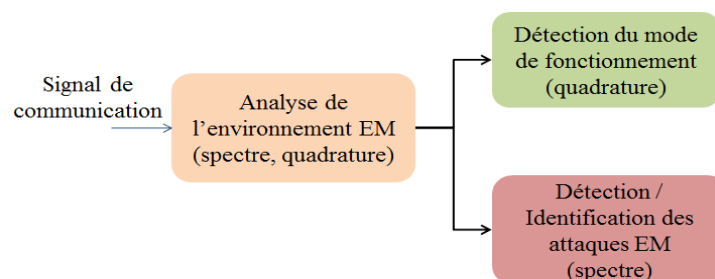 Signal de
communication
Analyse de
l’environnement EM
(spectre, quadrature)
Détection du mode
de fonctionnement
(quadrature)
Détection /
Identification des
attaques EM
(spectre)